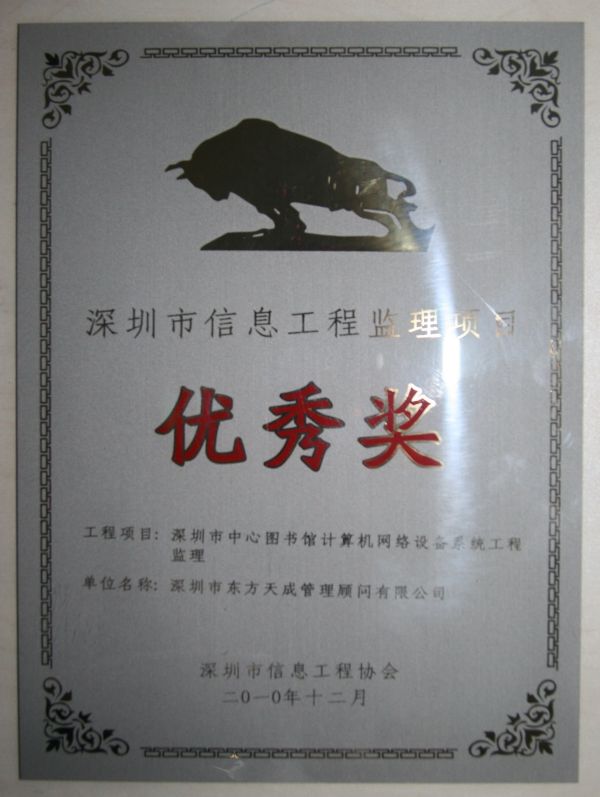 深圳市信息工程监理项目
优秀奖
工程项目：深圳市中心图书馆计算机网络设备系统工程
监理
单位名称：深圳市东方天成管理顾问有限公司
深圳市信息工程协会
二〇一〇年十二月